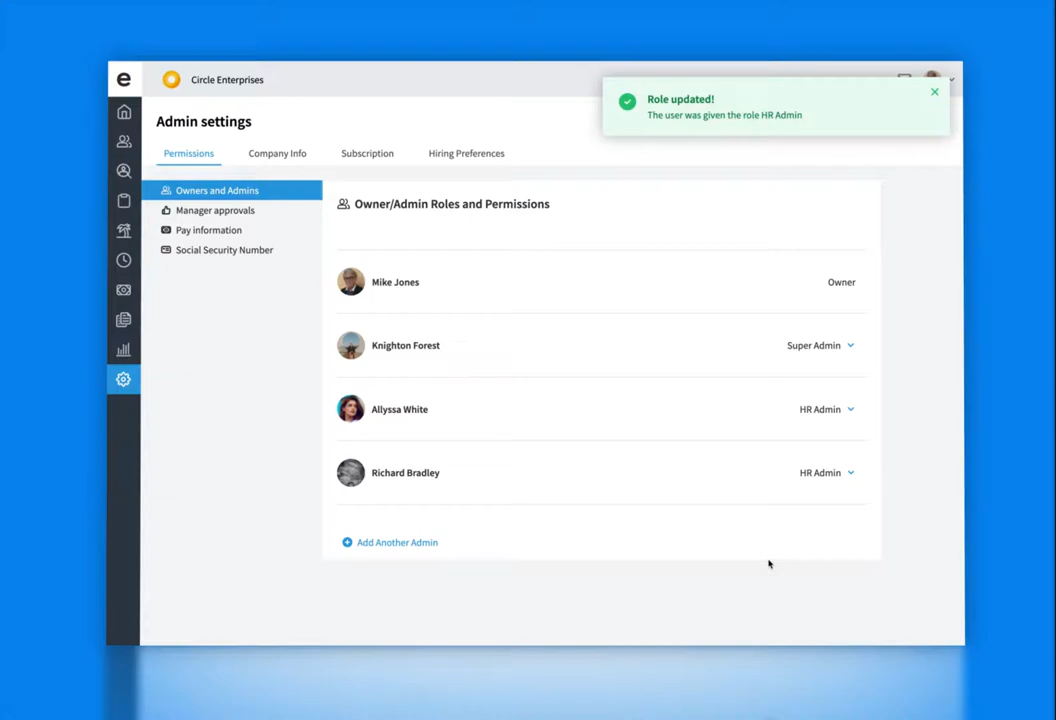 e
Circle Enterprises
Role updated!
The user was given the role HR Admin
Admin settings
Permissions
Company Info
Subscription
Hiring Preferences
Owners and Admins
Manager approvals
Pay information
Social Security Number
Owner/Admin Roles and Permissions
Mike Jones
Owner
Knighton Forest
Super Admin
Allyssa White
HR Admin
Richard Bradley
HR Admin
Add Another Admin